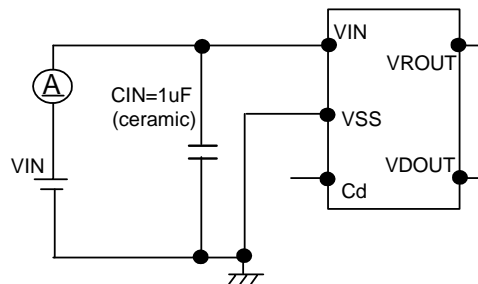 VIN
VROUT
A
CIN=1uF
(ceramic)
VSS
VIN
VDOUT
Cd